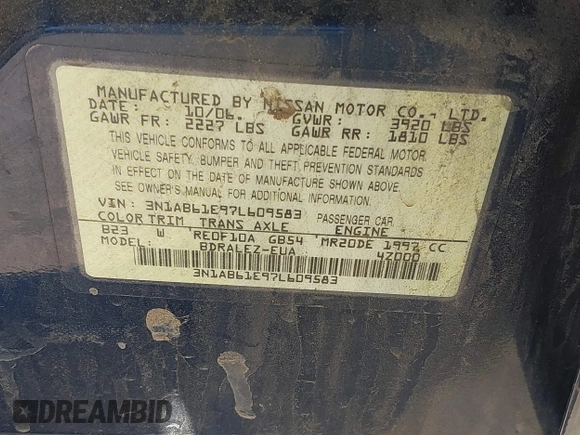 MANUFACTURED BY NISSAN MOTOR CO., LTD.
DATE: 10/06. GVWR: 3920 LBS
GAWR FR: 2227 LBS GAWR RR: 1810 LBS
THIS VEHICLE CONFORMS TO ALL APPLICABLE FEDERAL MOTOR
VEHICLE SAFETY, BUMPER AND THEFT PREVENTION STANDARDS
IN EFFECT ON THE DATE OF MANUFACTURE SHOWN ABOVE.
SEE OWNER'S MANUAL FOR ADDITIONAL INFORMATION
VIN: 3N1AB61E97L609583 PASSENGER CAR
COLOR TRIM TRANS AXLE ENGINE
B23 W RE0F10A GB54 MR20DE 1997 CC
MODEL: BDRALEZ-EUA 4Z000
3N1AB61E97L609583
DREAMBID